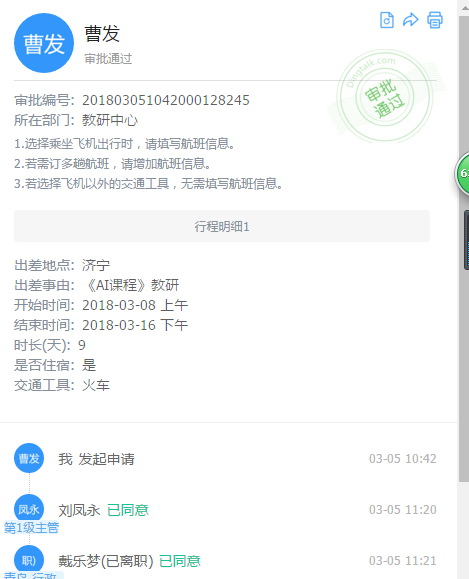 曹发
曹发
审批通过
Dingtalk.com
审批
通过
审批编号: 201803051042000128245
所在部门: 教研中心
1.选择乘坐飞机出行时，请填写航班信息。
2.若需订多趟航班，请增加航班信息。
3.若选择飞机以外的交通工具，无需填写航班信息。
行程明细1
出差地点: 济宁
出差事由: 《AI课程》教研
开始时间: 2018-03-08 上午
结束时间: 2018-03-16 下午
时长(天): 9
是否住宿: 是
交通工具: 火车
曹发 我 发起申请 03-05 10:42
凤永 刘凤永 已同意 03-05 11:20
第1级主管
职) 戴乐梦(已离职) 已同意 03-05 11:21